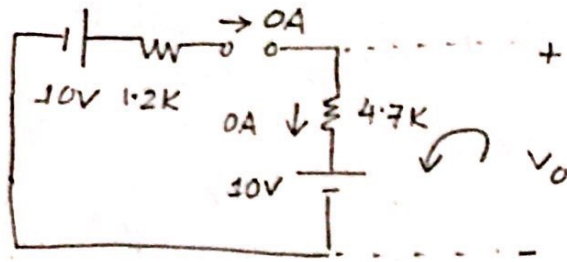 → 0A
+
10V 1.2K
0A ↓ 4.7K
10V
V₀
-